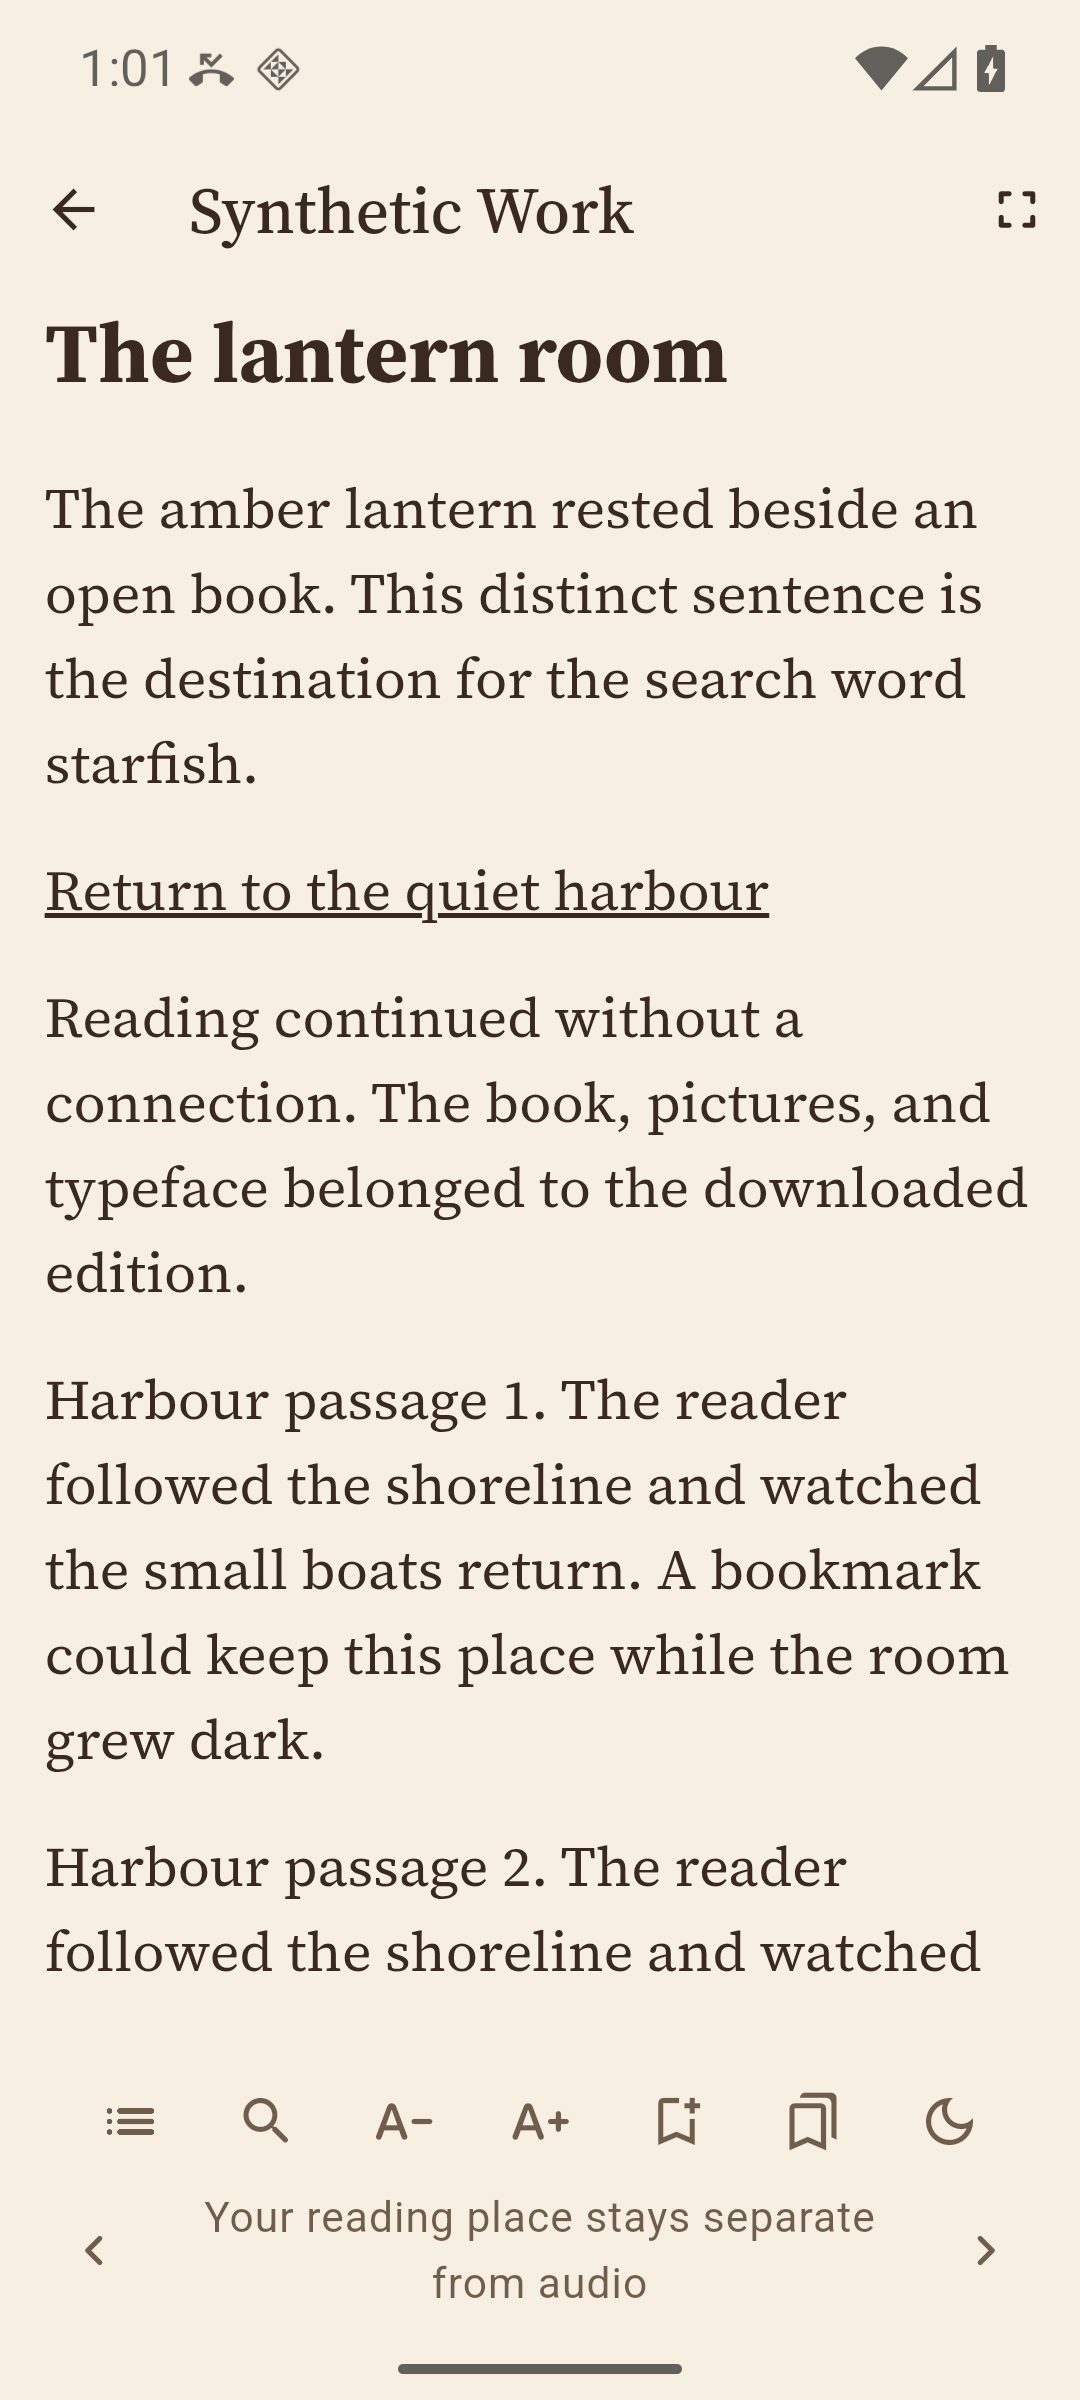 1:01
Synthetic Work
The lantern room
The amber lantern rested beside an
open book. This distinct sentence is
the destination for the search word
starfish.
Return to the quiet harbour
Reading continued without a
connection. The book, pictures, and
typeface belonged to the downloaded
edition.
Harbour passage 1. The reader
followed the shoreline and watched
the small boats return. A bookmark
could keep this place while the room
grew dark.
Harbour passage 2. The reader
followed the shoreline and watched
A− A+
Your reading place stays separate
from audio